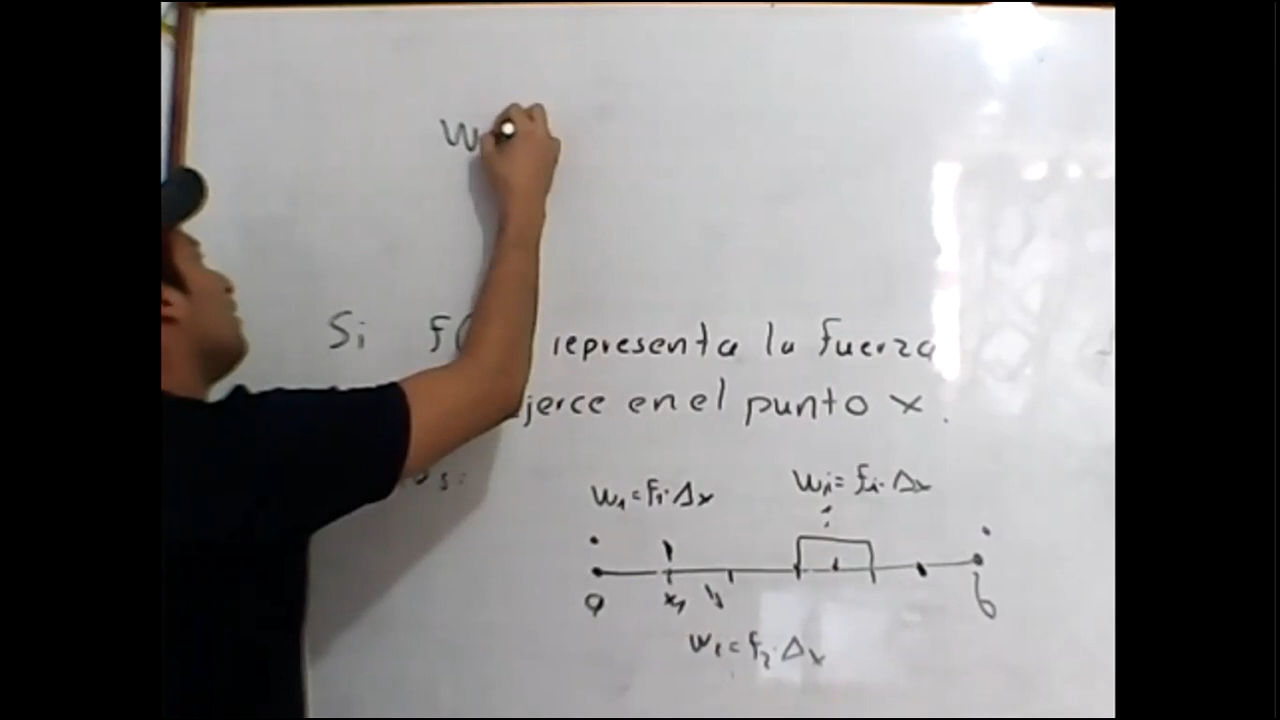 W
Si f( representa la fuerza
jerce en el punto x.
s:
W₁=f₁·Δx Wi=fi·Δx
a x₁ b
W₂=f₂·Δx